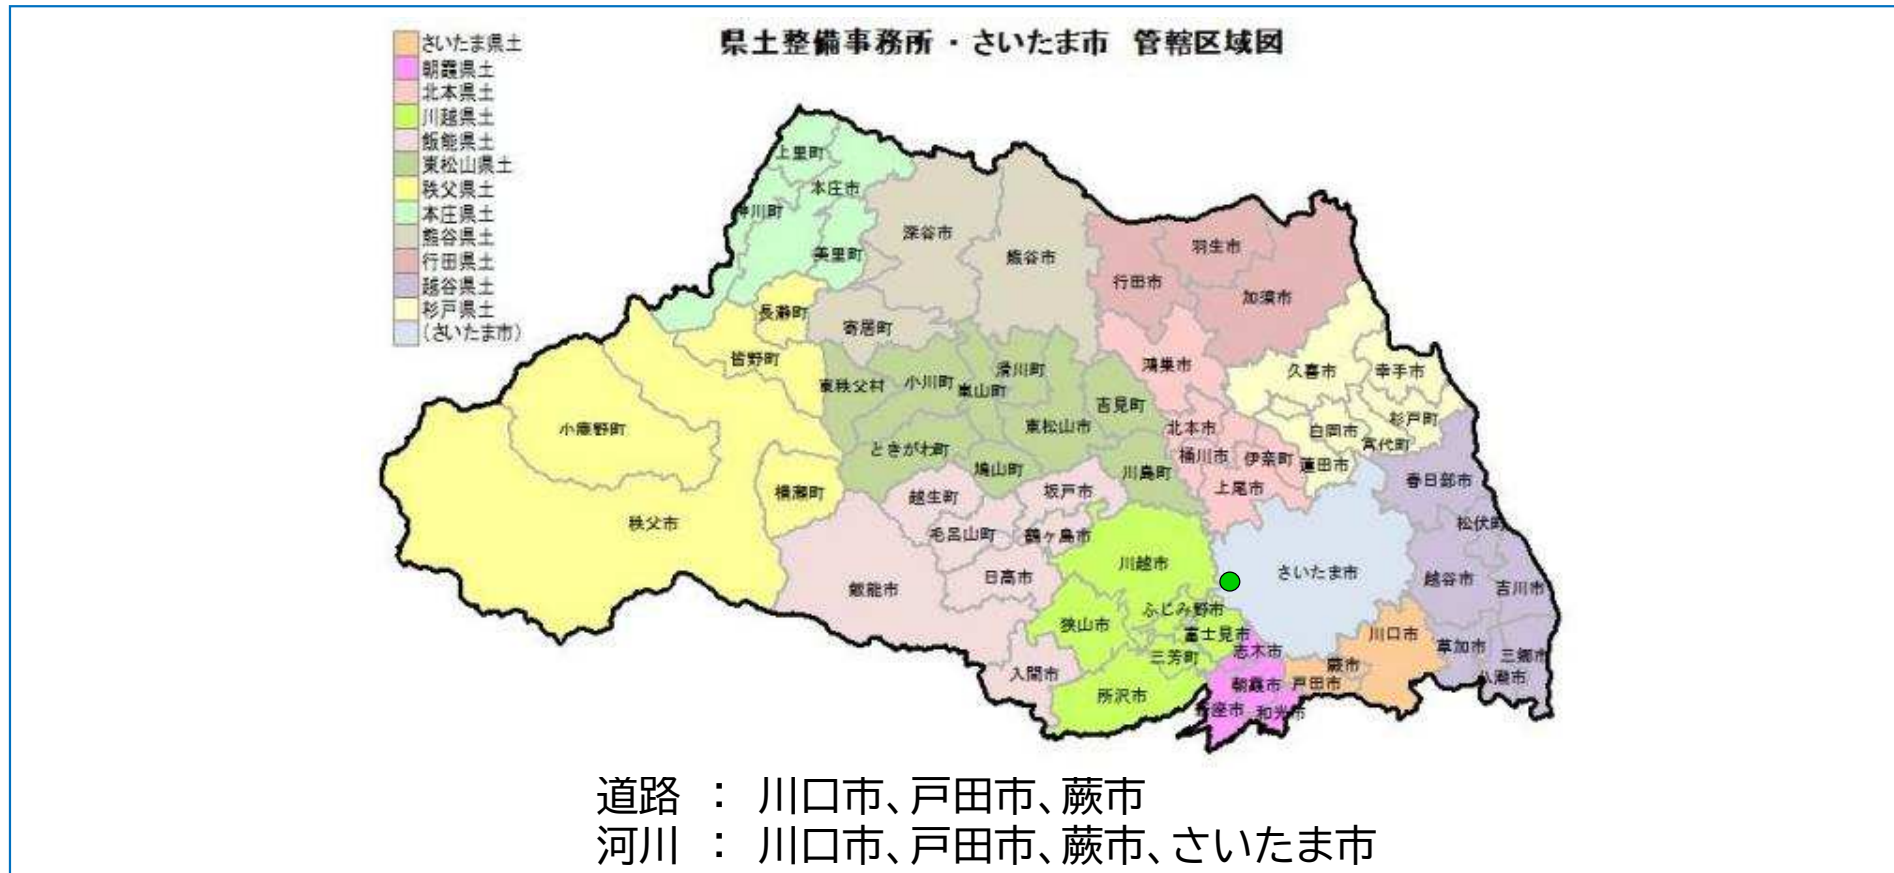 県土整備事務所・さいたま市 管轄区域図
さいたま県土
朝霞県土
北本県土
川越県土
飯能県土
東松山県土
秩父県土
本庄県土
熊谷県土
行田県土
越谷県土
杉戸県土
(さいたま市)
上里町
本庄市
神川町
美里町
深谷市
熊谷市
羽生市
行田市
加須市
長瀞町
寄居町
皆野町
鴻巣市
久喜市
幸手市
東秩父村
小川町
嵐山町
滑川町
吉見町
東松山市
小鹿野町
北本市
白岡市
杉戸町
宮代町
ときがわ町
鳩山町
川島町
桶川市
伊奈町
蓮田市
上尾市
春日部市
横瀬町
越生町
坂戸市
秩父市
毛呂山町
鶴ヶ島市
松伏町
川越市
さいたま市
日高市
飯能市
越谷市
吉川市
ふじみ野市
狭山市
富士見市
川口市
草加市
三郷市
三芳町
志木市
蕨市
入間市
朝霞市
戸田市
八潮市
所沢市
新座市
和光市
道路 : 川口市、戸田市、蕨市
河川 : 川口市、戸田市、蕨市、さいたま市